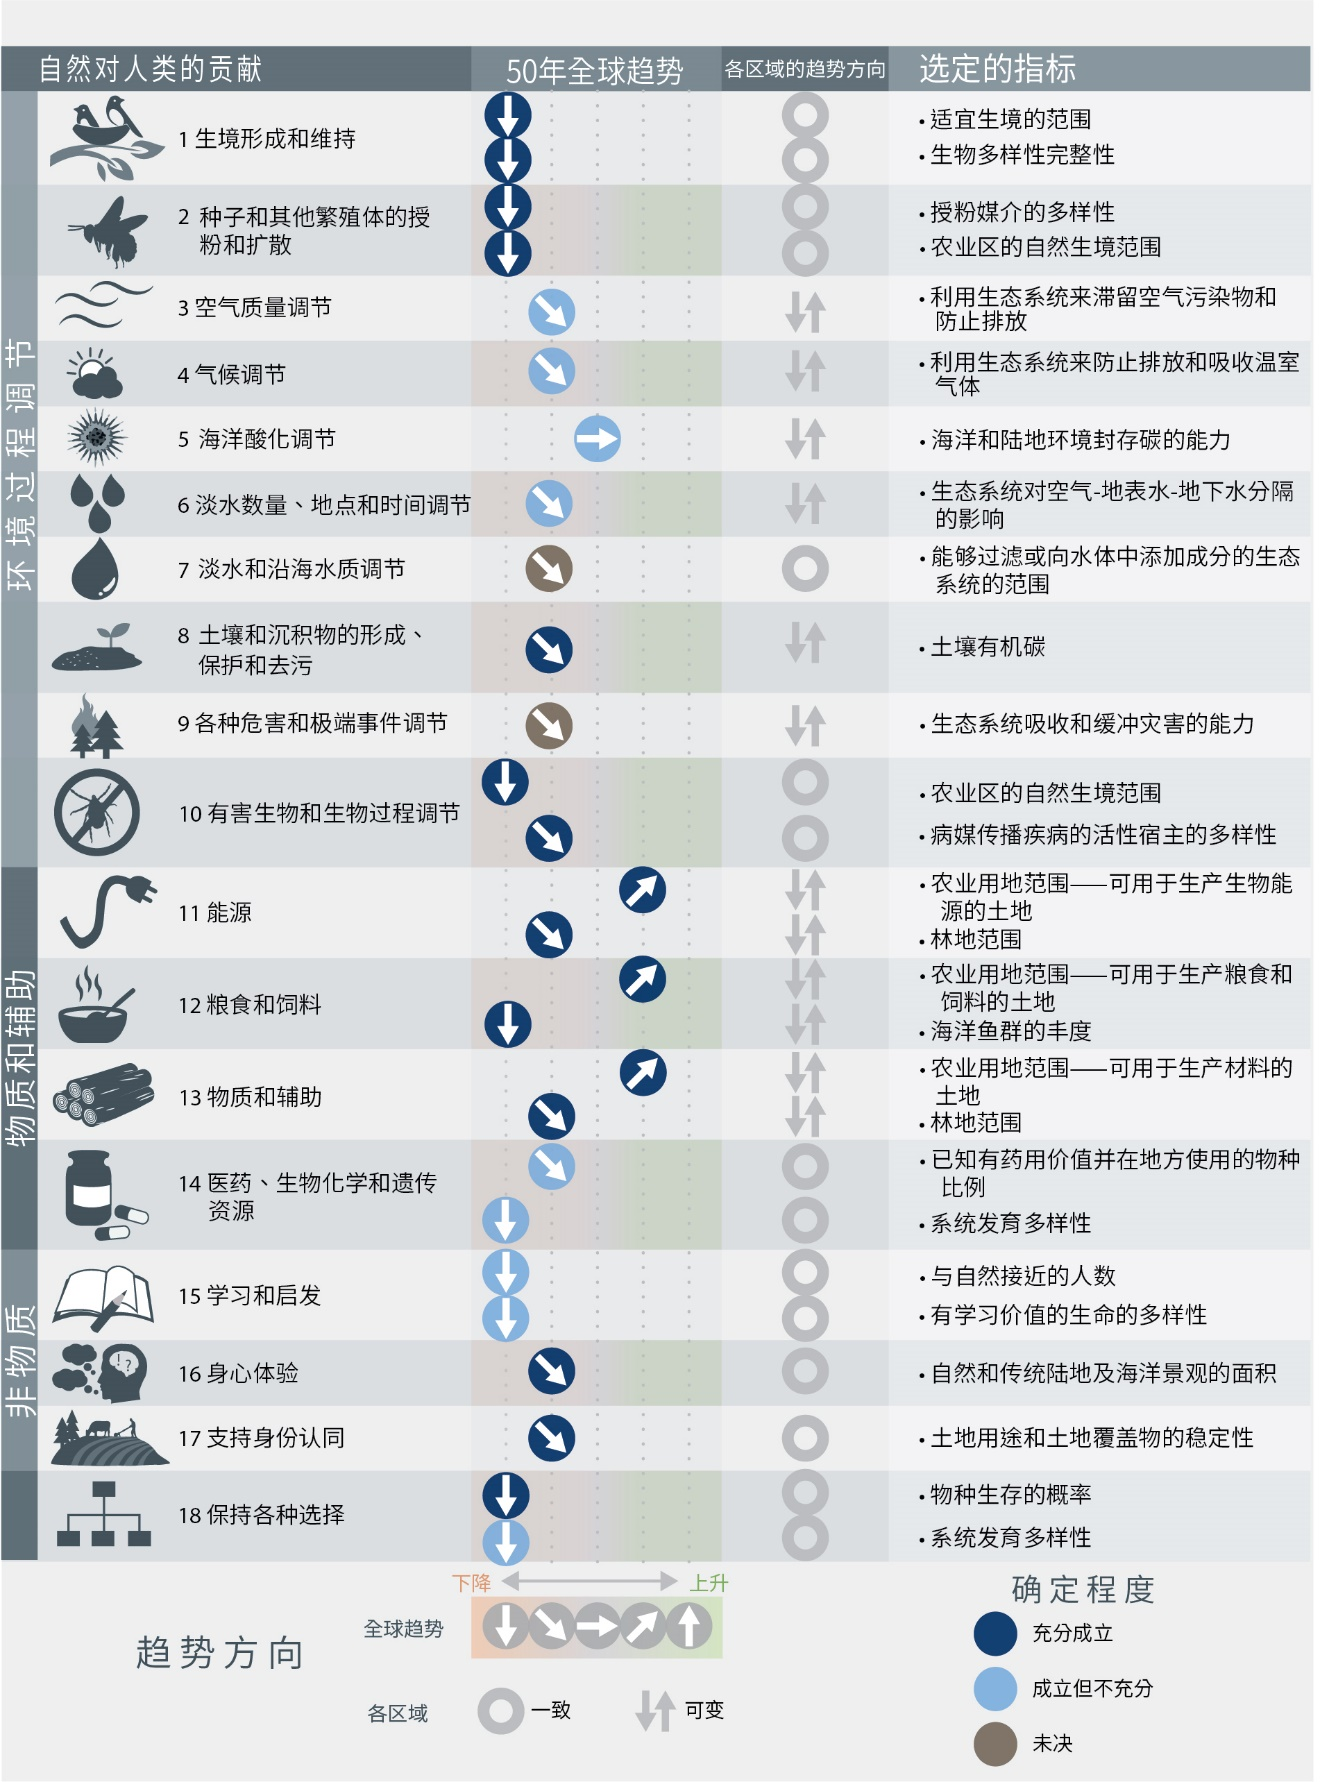 自然对人类的贡献 50年全球趋势 各区域的趋势方向 选定的指标
环境过程调节
1 生境形成和维持
• 适宜生境的范围
• 生物多样性完整性
2 种子和其他繁殖体的授
粉和扩散
• 授粉媒介的多样性
• 农业区的自然生境范围
3 空气质量调节
• 利用生态系统来滞留空气污染物和
防止排放
4 气候调节
• 利用生态系统来防止排放和吸收温室
气体
5 海洋酸化调节
• 海洋和陆地环境封存碳的能力
6 淡水数量、地点和时间调节
• 生态系统对空气-地表水-地下水分隔
的影响
7 淡水和沿海水质调节
• 能够过滤或向水体中添加成分的生态
系统的范围
8 土壤和沉积物的形成、
保护和去污
• 土壤有机碳
9 各种危害和极端事件调节
• 生态系统吸收和缓冲灾害的能力
10 有害生物和生物过程调节
• 农业区的自然生境范围
• 病媒传播疾病的活性宿主的多样性
物质和辅助
11 能源
• 农业用地范围——可用于生产生物能
源的土地
• 林地范围
12 粮食和饲料
• 农业用地范围——可用于生产粮食和
饲料的土地
• 海洋鱼群的丰度
13 物质和辅助
• 农业用地范围——可用于生产材料的
土地
• 林地范围
14 医药、生物化学和遗传
资源
• 已知有药用价值并在地方使用的物种
比例
• 系统发育多样性
非物质
15 学习和启发
• 与自然接近的人数
• 有学习价值的生命的多样性
16 身心体验
! ?
• 自然和传统陆地及海洋景观的面积
17 支持身份认同
• 土地用途和土地覆盖物的稳定性
18 保持各种选择
• 物种生存的概率
• 系统发育多样性
下降 上升
趋势方向
全球趋势
各区域 一致 可变
确定程度
充分成立
成立但不充分
未决